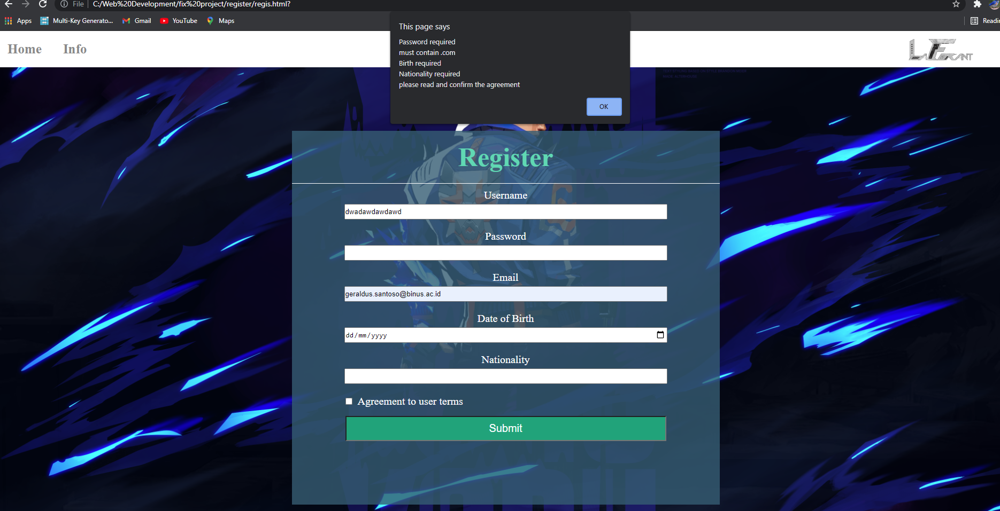 File C:/Web%20Development/fix%20project/register/regis.html?
Apps Multi-Key Generato... Gmail YouTube Maps Readin
This page says
Password required
must contain .com
Birth required
Nationality required
please read and confirm the agreement
OK
Home Info
Register
Username
dwadawdawdawd
Password
Email
geraldus.santoso@binus.ac.id
Date of Birth
dd/mm/yyyy
Nationality
Agreement to user terms
Submit